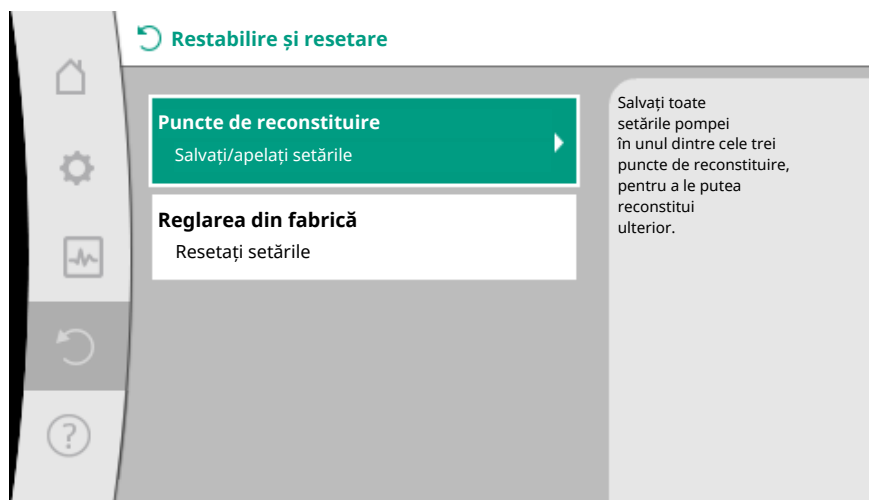 Restabilire și resetare
Puncte de reconstituire
Salvați/apelați setările
Reglarea din fabrică
Resetați setările
Salvați toate
setările pompei
în unul dintre cele trei
puncte de reconstituire,
pentru a le putea
reconstitui
ulterior.
?